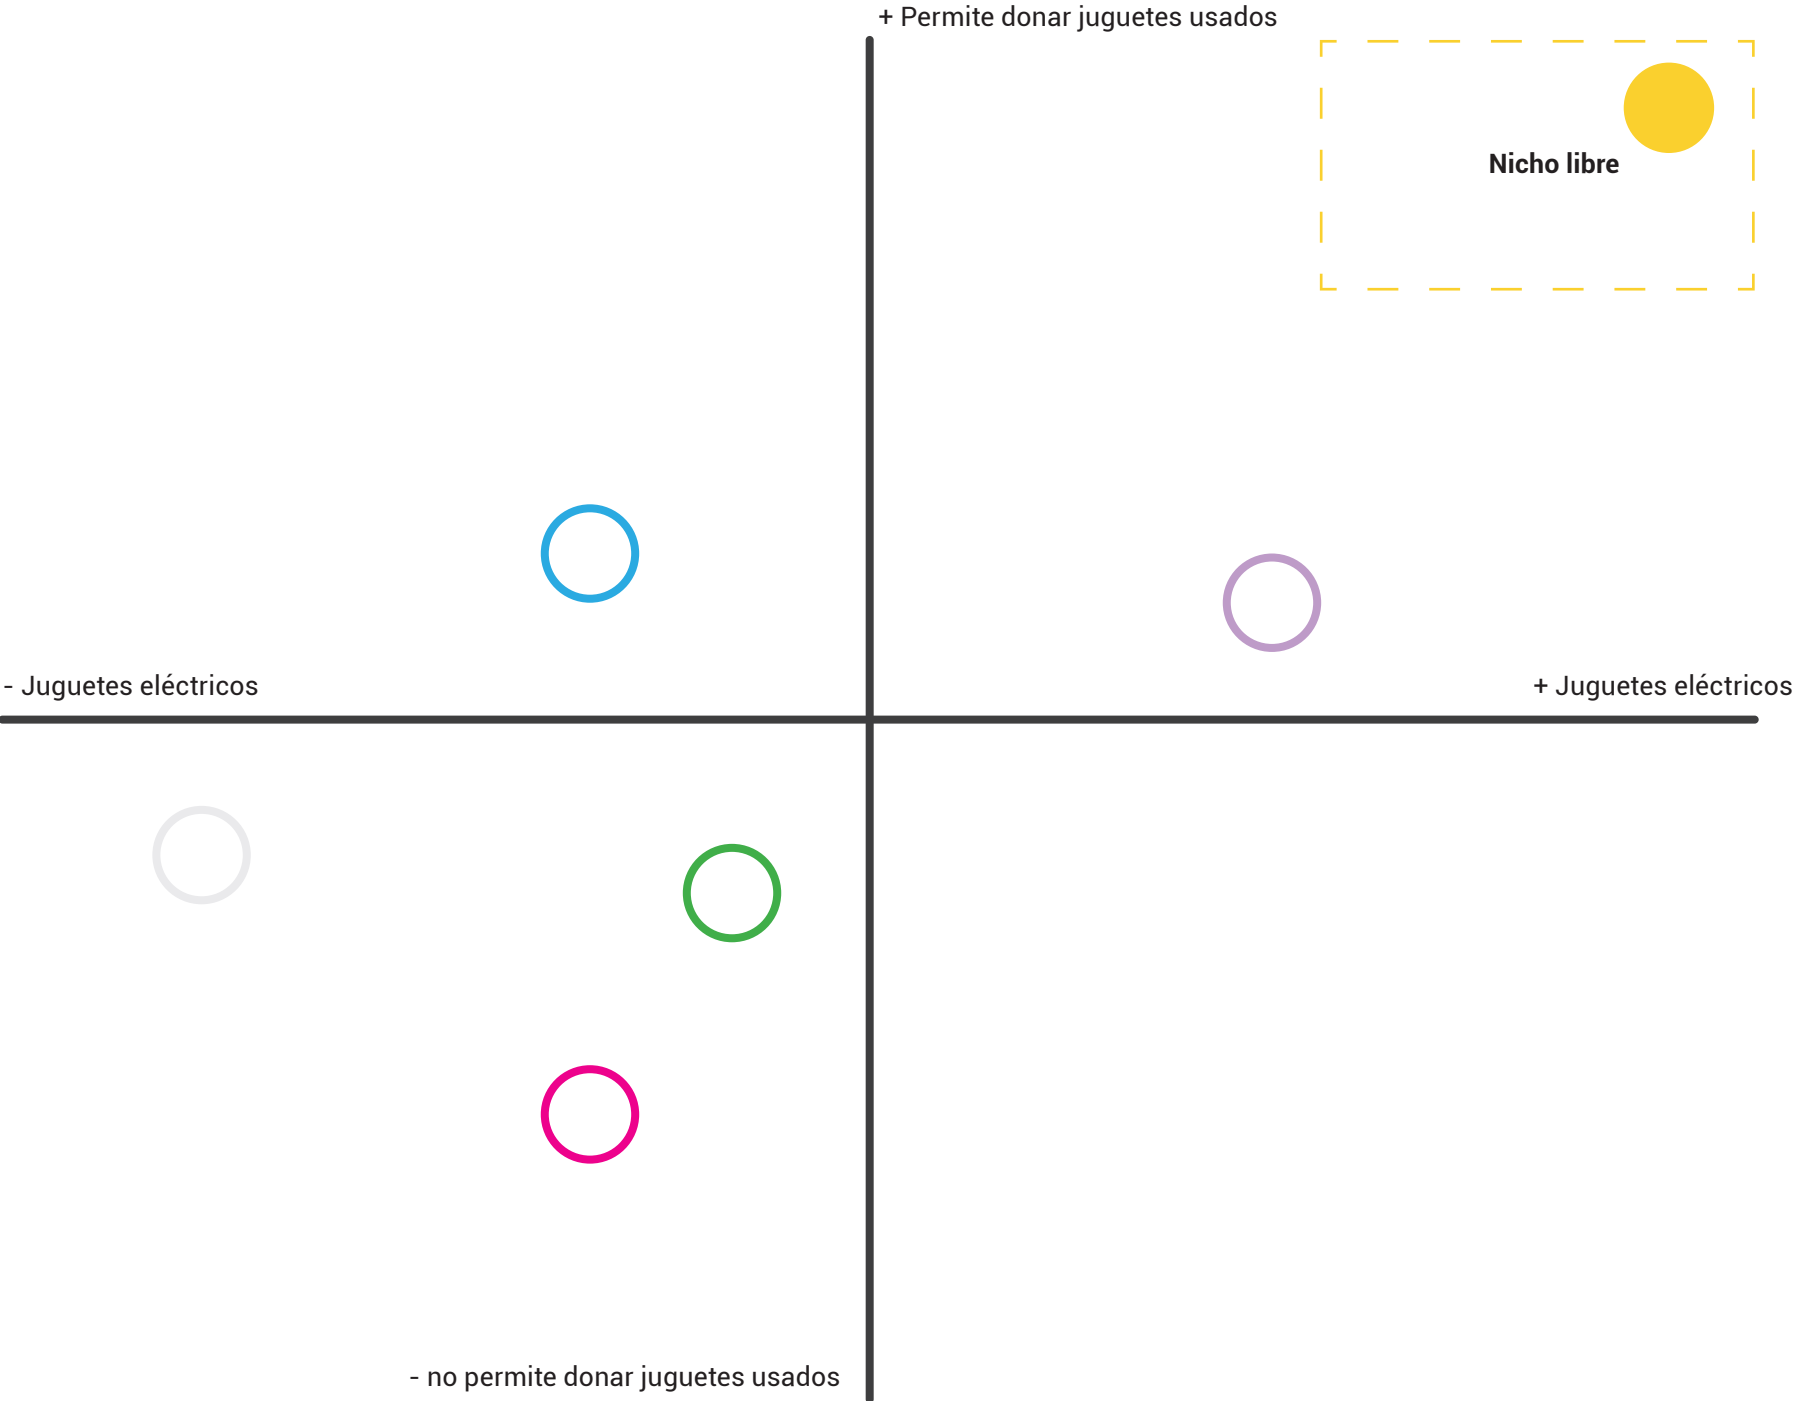 + Permite donar juguetes usados
Nicho libre
- Juguetes eléctricos
+ Juguetes eléctricos
- no permite donar juguetes usados